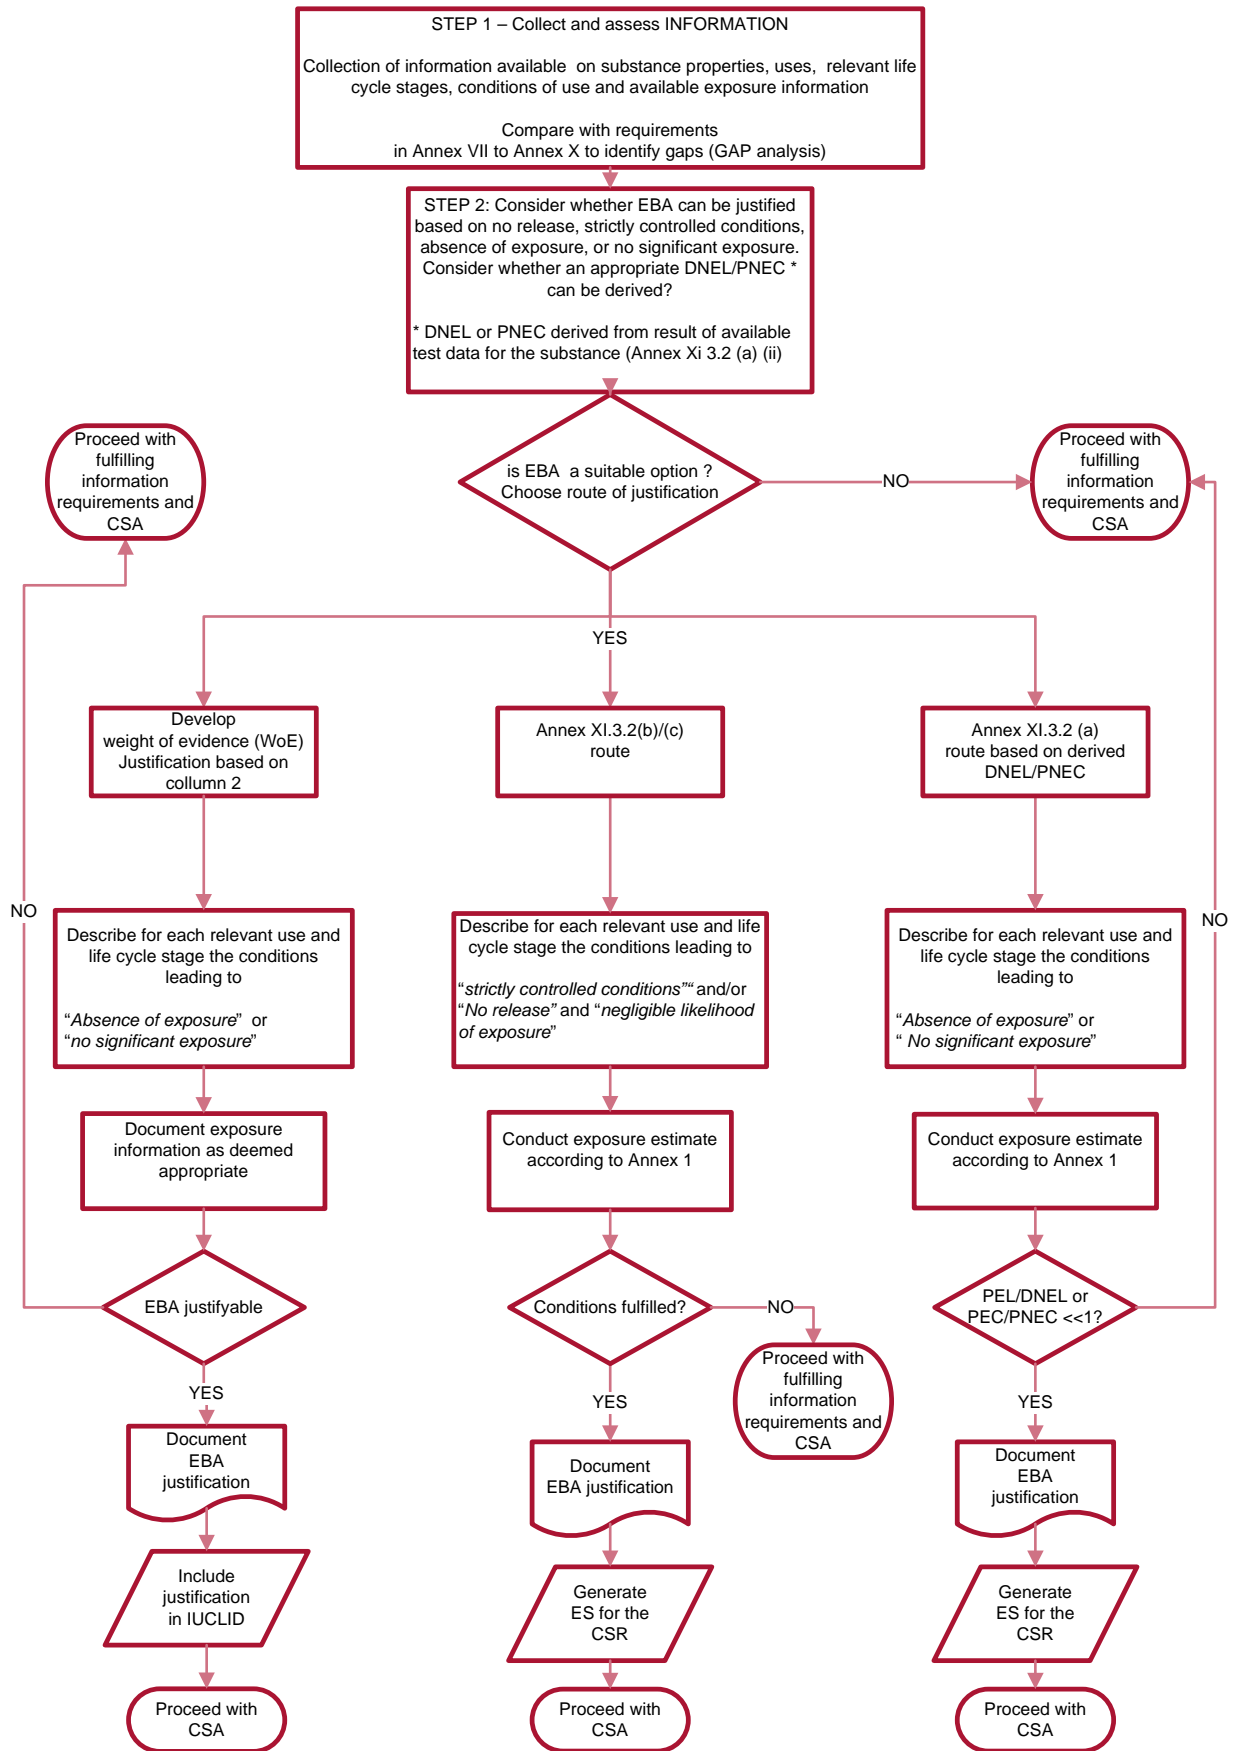 STEP 1 – Collect and assess INFORMATION
Collection of information available on substance properties, uses, relevant life
cycle stages, conditions of use and available exposure information
Compare with requirements
in Annex VII to Annex X to identify gaps (GAP analysis)
STEP 2: Consider whether EBA can be justified
based on no release, strictly controlled conditions,
absence of exposure, or no significant exposure.
Consider whether an appropriate DNEL/PNEC *
can be derived?
* DNEL or PNEC derived from result of available
test data for the substance (Annex Xi 3.2 (a) (ii)
Proceed with
fulfilling
information
requirements and
CSA
is EBA a suitable option ?
Choose route of justification
NO
Proceed with
fulfilling
information
requirements and
CSA
YES
Develop
weight of evidence (WoE)
Justification based on
collumn 2
Annex XI.3.2(b)/(c)
route
Annex XI.3.2 (a)
route based on derived
DNEL/PNEC
NO
NO
Describe for each relevant use and
life cycle stage the conditions
leading to
“Absence of exposure” or
“no significant exposure”
Describe for each relevant use and life
cycle stage the conditions leading to
“strictly controlled conditions”“ and/or
“No release” and “negligible likelihood
of exposure”
Describe for each relevant use and
life cycle stage the conditions
leading to
“Absence of exposure” or
“ No significant exposure”
Document exposure
information as deemed
appropriate
Conduct exposure estimate
according to Annex 1
Conduct exposure estimate
according to Annex 1
EBA justifyable
Conditions fulfilled?
NO
PEL/DNEL or
PEC/PNEC <<1?
Proceed with
fulfilling
information
requirements and
CSA
YES
YES
YES
Document
EBA
justification
Document
EBA justification
Document
EBA
justification
Include
justification
in IUCLID
Generate
ES for the
CSR
Generate
ES for the
CSR
Proceed with
CSA
Proceed with
CSA
Proceed with
CSA